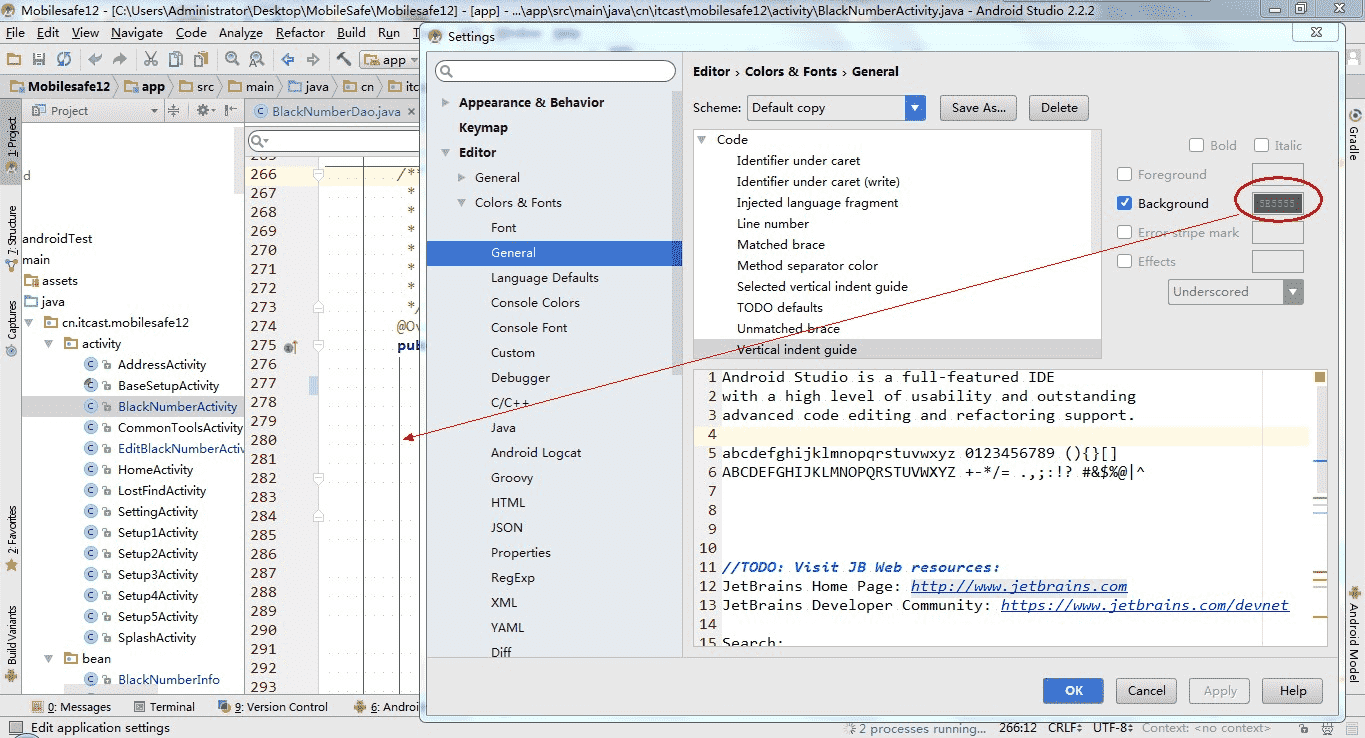 Mobilesafe12 - [C:\Users\Administrator\Desktop\MobileSafe\Mobilesafe12] - [app] - ...\app\src\main\java\cn\itcast\mobilesafe12\activity\BlackNumberActivity.java - Android Studio 2.2.2
File Edit View Navigate Code Analyze Refactor Build Run
Settings
app
Mobilesafe12 app src main java cn
Project
BlackNumberDao.java
1: Project
7: Structure
Captures
2: Favorites
Build Variants
Gradle
Android Model
androidTest
main
assets
java
cn.itcast.mobilesafe12
activity
AddressActivity
BaseSetupActivity
BlackNumberActivity
CommonToolsActivity
EditBlackNumberActiv
HomeActivity
LostFindActivity
SettingActivity
Setup1Activity
Setup2Activity
Setup3Activity
Setup4Activity
Setup5Activity
SplashActivity
bean
BlackNumberInfo
266 /**
267 *
268 *
269 *
270 *
271 *
272 *
273 */
274 @Ov
275 pub
276
277
278
279
280
281
282
283
284
285
286
287
288
289
290
291
292
293
Appearance & Behavior
Keymap
Editor
General
Colors & Fonts
Font
General
Language Defaults
Console Colors
Console Font
Custom
Debugger
C/C++
Java
Android Logcat
Groovy
HTML
JSON
Properties
RegExp
XML
YAML
Diff
Editor › Colors & Fonts › General
Scheme: Default copy Save As... Delete
Code
Identifier under caret
Identifier under caret (write)
Injected language fragment
Line number
Matched brace
Method separator color
Selected vertical indent guide
TODO defaults
Unmatched brace
Vertical indent guide
Bold Italic
Foreground
Background
Error stripe mark
Effects
Underscored
1 Android Studio is a full-featured IDE
2 with a high level of usability and outstanding
3 advanced code editing and refactoring support.
4
5 abcdefghijklmnopqrstuvwxyz 0123456789 (){}[]
6 ABCDEFGHIJKLMNOPQRSTUVWXYZ +-*/= .,;:!? #&$%@|^
7
8
9
10
11 //TODO: Visit JB Web resources:
12 JetBrains Home Page: http://www.jetbrains.com
13 JetBrains Developer Community: https://www.jetbrains.com/devnet
14
15 Search:
OK Cancel Apply Help
0: Messages Terminal 9: Version Control 6: Androi
Edit application settings 2 processes running... 266:12 CRLF UTF-8 Context: <no context>